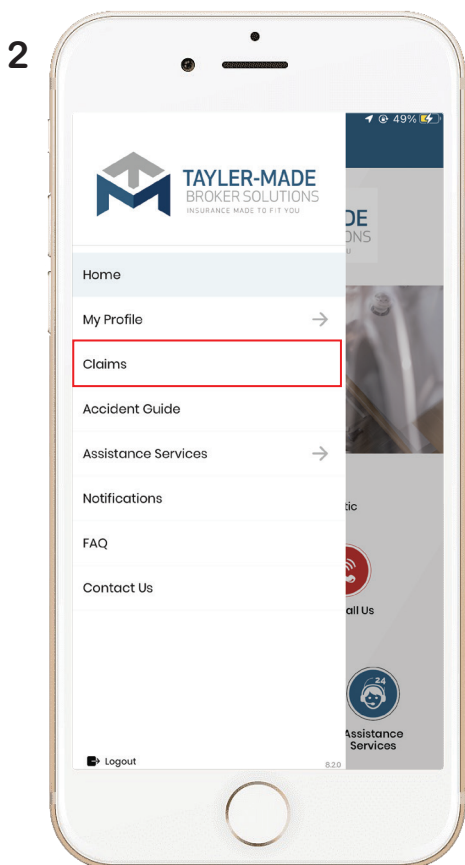 2
49%
TAYLER-MADE
BROKER SOLUTIONS
INSURANCE MADE TO FIT YOU
DE
ONS
U
Home
My Profile
Claims
Accident Guide
Assistance Services
Notifications
tic
FAQ
Contact Us
all Us
24
Assistance
Services
Logout
8.2.0